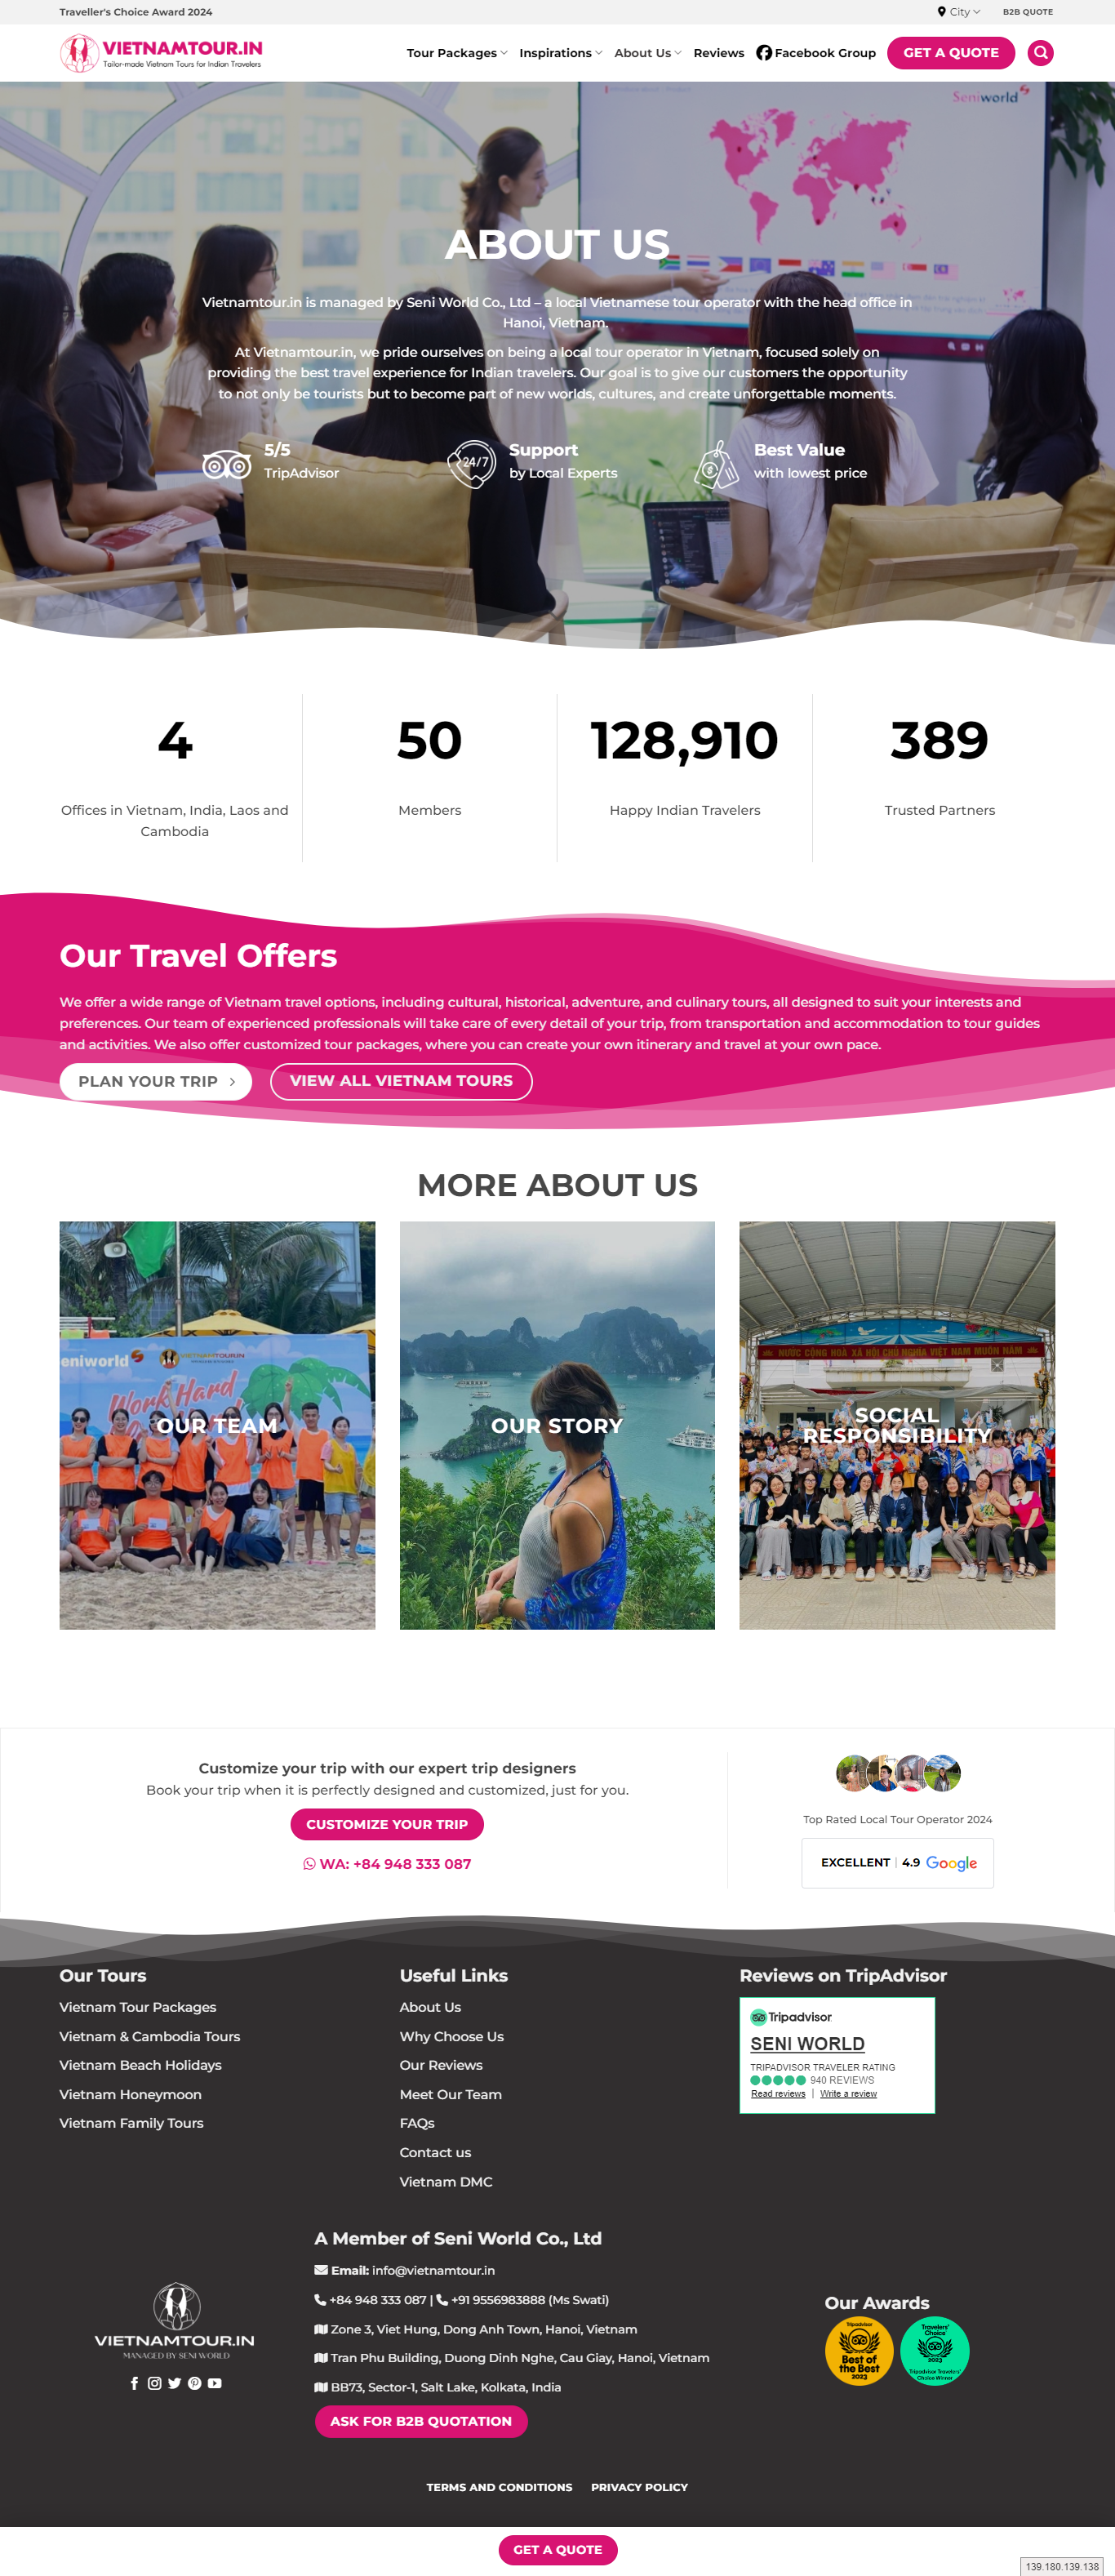 Traveller's Choice Award 2024
City
B2B QUOTE
VIETNAMTOUR.IN
Tailor-made Vietnam Tours for Indian Travelers
Tour Packages
Inspirations
About Us
Reviews
Facebook Group
GET A QUOTE
Seniworld
ABOUT US
Vietnamtour.in is managed by Seni World Co., Ltd – a local Vietnamese tour operator with the head office in
Hanoi, Vietnam.
At Vietnamtour.in, we pride ourselves on being a local tour operator in Vietnam, focused solely on
providing the best travel experience for Indian travelers. Our goal is to give our customers the opportunity
to not only be tourists but to become part of new worlds, cultures, and create unforgettable moments.
5/5
TripAdvisor
24/7
Support
by Local Experts
Best Value
with lowest price
4
Offices in Vietnam, India, Laos and
Cambodia
50
Members
128,910
Happy Indian Travelers
389
Trusted Partners
Our Travel Offers
We offer a wide range of Vietnam travel options, including cultural, historical, adventure, and culinary tours, all designed to suit your interests and
preferences. Our team of experienced professionals will take care of every detail of your trip, from transportation and accommodation to tour guides
and activities. We also offer customized tour packages, where you can create your own itinerary and travel at your own pace.
PLAN YOUR TRIP
VIEW ALL VIETNAM TOURS
MORE ABOUT US
eniworld
VIETNAMTOUR.IN
Work Hard
OUR TEAM
OUR STORY
NƯỚC CỘNG HOÀ XÃ HỘI CHỦ NGHĨA VIỆT NAM MUÔN NĂM
SOCIAL
RESPONSIBILITY
Customize your trip with our expert trip designers
Book your trip when it is perfectly designed and customized, just for you.
CUSTOMIZE YOUR TRIP
WA: +84 948 333 087
Top Rated Local Tour Operator 2024
EXCELLENT | 4.9 Google
Our Tours
Vietnam Tour Packages
Vietnam & Cambodia Tours
Vietnam Beach Holidays
Vietnam Honeymoon
Vietnam Family Tours
Useful Links
About Us
Why Choose Us
Our Reviews
Meet Our Team
FAQs
Contact us
Vietnam DMC
Reviews on TripAdvisor
Tripadvisor
SENI WORLD
TRIPADVISOR TRAVELER RATING
940 REVIEWS
Read reviews | Write a review
VIETNAMTOUR.IN
MANAGED BY SENI WORLD
A Member of Seni World Co., Ltd
Email: info@vietnamtour.in
+84 948 333 087 | +91 9556983888 (Ms Swati)
Zone 3, Viet Hung, Dong Anh Town, Hanoi, Vietnam
Tran Phu Building, Duong Dinh Nghe, Cau Giay, Hanoi, Vietnam
BB73, Sector-1, Salt Lake, Kolkata, India
ASK FOR B2B QUOTATION
Our Awards
Tripadvisor
Best of
the Best
2023
Travelers'
Choice
2023
Tripadvisor Travelers'
Choice Winner
TERMS AND CONDITIONS
PRIVACY POLICY
GET A QUOTE
139.180.139.138